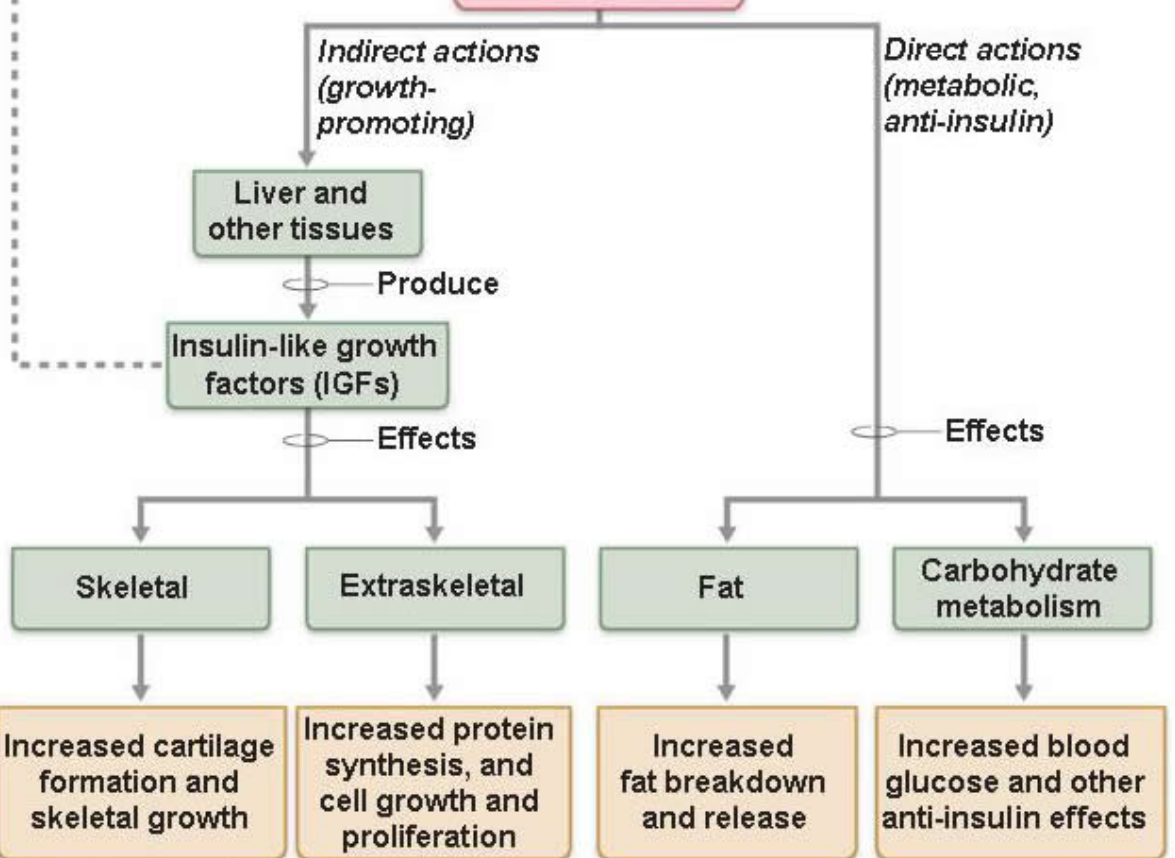 Indirect actions
(growth-
promoting)
Direct actions
(metabolic,
anti-insulin)
Liver and
other tissues
Produce
Insulin-like growth
factors (IGFs)
Effects
Effects
Skeletal
Extraskeletal
Fat
Carbohydrate
metabolism
Increased cartilage
formation and
skeletal growth
Increased protein
synthesis, and
cell growth and
proliferation
Increased
fat breakdown
and release
Increased blood
glucose and other
anti-insulin effects